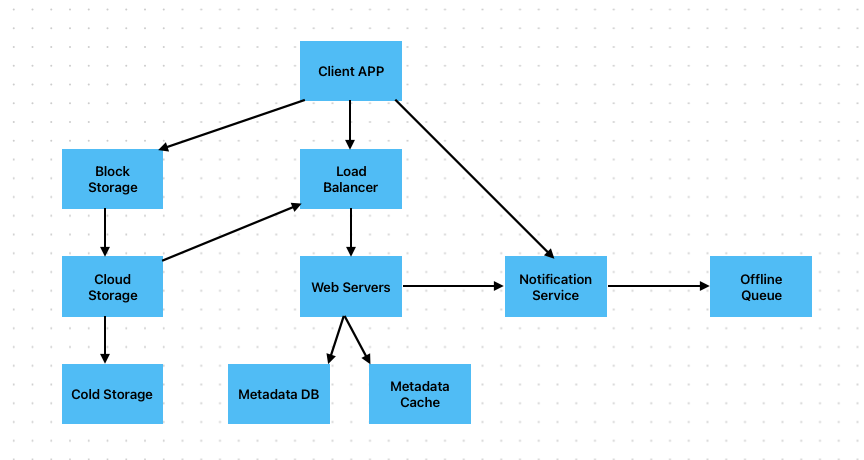 Client APP
Block
Storage
Load
Balancer
Cloud
Storage
Web Servers
Notification
Service
Offline
Queue
Cold Storage
Metadata DB
Metadata
Cache